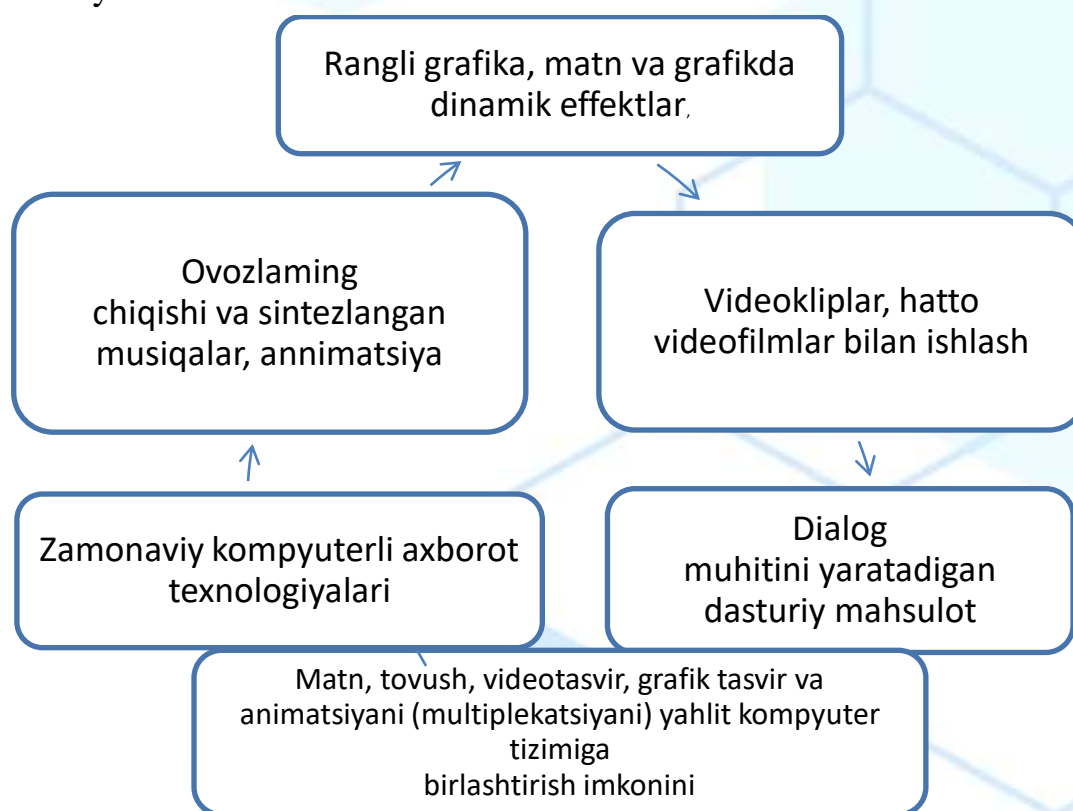 Rangli grafika, matn va grafikda
dinamik effektlar,
Ovozlaming
chiqishi va sintezlangan
musiqalar, annimatsiya
Videokliplar, hatto
videofilmlar bilan ishlash
Zamonaviy kompyuterli axborot
texnologiyalari
Dialog
muhitini yaratadigan
dasturiy mahsulot
Matn, tovush, videotasvir, grafik tasvir va
animatsiyani (multiplekatsiyani) yahlit kompyuter
tizimiga
birlashtirish imkonini